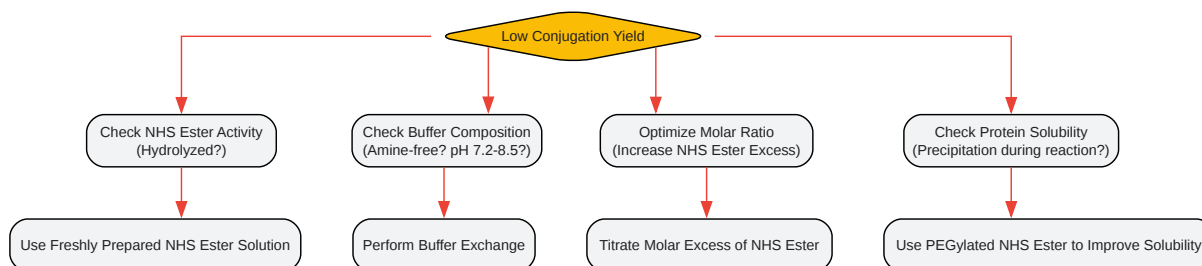 Low Conjugation Yield
Check NHS Ester Activity
(Hydrolyzed?)
Check Buffer Composition
(Amine-free? pH 7.2-8.5?)
Optimize Molar Ratio
(Increase NHS Ester Excess)
Check Protein Solubility
(Precipitation during reaction?)
Use Freshly Prepared NHS Ester Solution
Perform Buffer Exchange
Titrate Molar Excess of NHS Ester
Use PEGylated NHS Ester to Improve Solubility